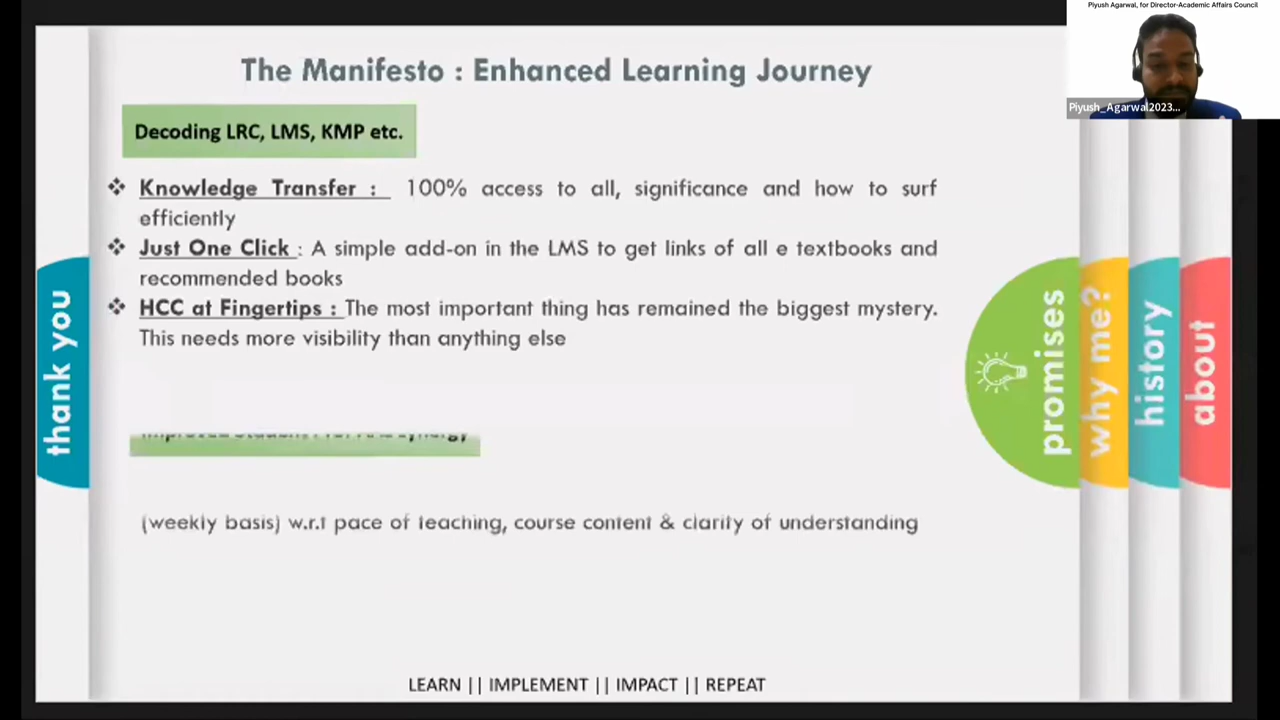 Piyush Agarwal, for Director-Academic Affairs Council
Piyush_Agarwal2023...
The Manifesto : Enhanced Learning Journey
Decoding LRC, LMS, KMP etc.
❖ Knowledge Transfer : 100% access to all, significance and how to surf
efficiently
❖ Just One Click : A simple add-on in the LMS to get links of all e textbooks and
recommended books
❖ HCC at Fingertips : The most important thing has remained the biggest mystery.
This needs more visibility than anything else
(weekly basis) w.r.t pace of teaching, course content & clarity of understanding
LEARN || IMPLEMENT || IMPACT || REPEAT
thank you
promises
why me?
history
about